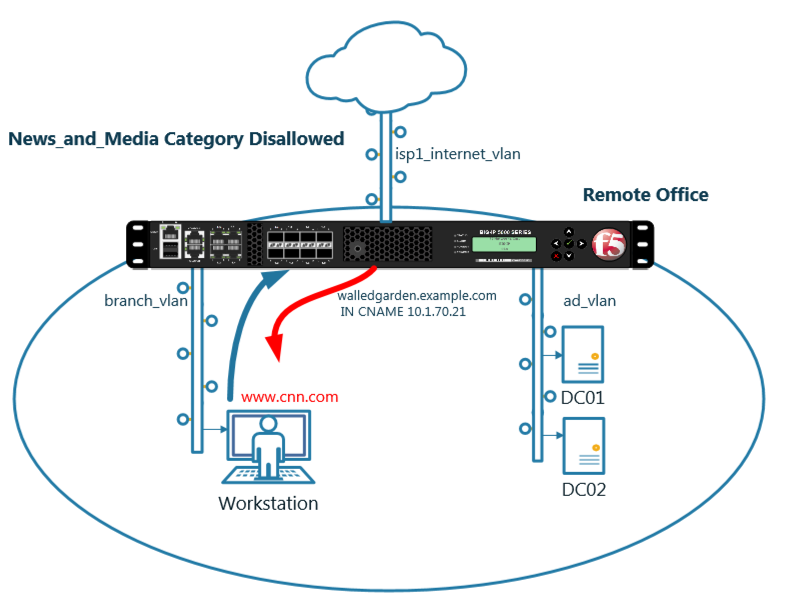 News_and_Media Category Disallowed
isp1_internet_vlan
Remote Office
BIG-IP 5000 SERIES
f5
branch_vlan
walledgarden.example.com
IN CNAME 10.1.70.21
ad_vlan
www.cnn.com
DC01
DC02
Workstation